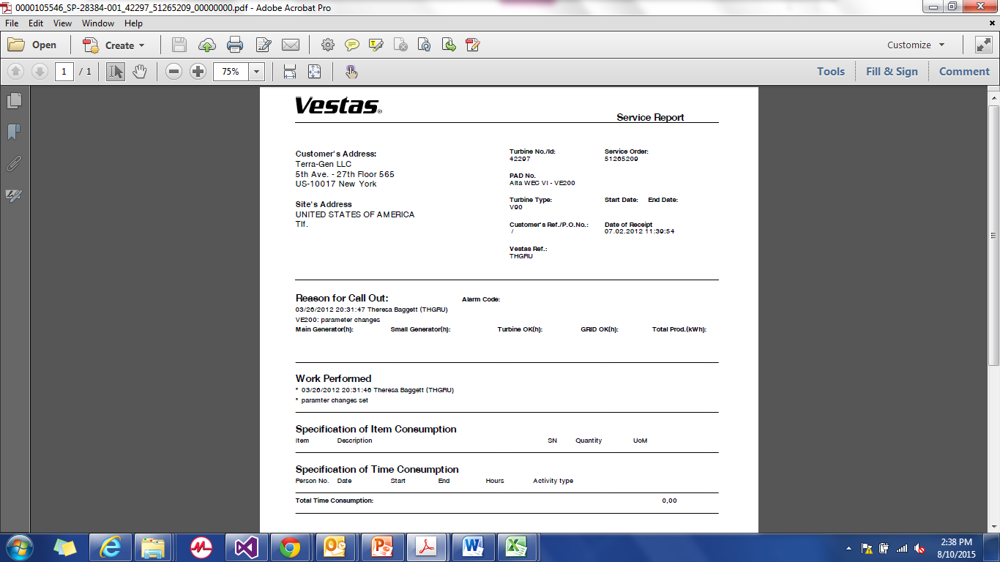 0000105546_SP-28384-001_42297_51265209_00000000.pdf - Adobe Acrobat Pro
File Edit View Window Help
Open Create Customize
1 / 1 75% Tools Fill & Sign Comment
Vestas®
Service Report
Customer's Address:
Terra-Gen LLC
5th Ave. - 27th Floor 565
US-10017 New York
Site's Address
UNITED STATES OF AMERICA
Tlf.
Turbine No./Id: Service Order:
42297 51265209
PAD No.
Alta WEC VI - VE200
Turbine Type: Start Date: End Date:
V90
Customer's Ref./P.O.No.: Date of Receipt
/ 07.02.2012 11:39:54
Vestas Ref.:
THGRU
Reason for Call Out: Alarm Code:
03/26/2012 20:31:47 Theresa Baggett (THGRU)
VE200: parameter changes
Main Generator(h): Small Generator(h): Turbine OK(h): GRID OK(h): Total Prod.(kWh):
Work Performed
* 03/26/2012 20:31:46 Theresa Baggett (THGRU)
* paramter changes set
Specification of Item Consumption
Item Description SN Quantity UoM
Specification of Time Consumption
Person No. Date Start End Hours Activity type
Total Time Consumption: 0,00
2:38 PM
8/10/2015